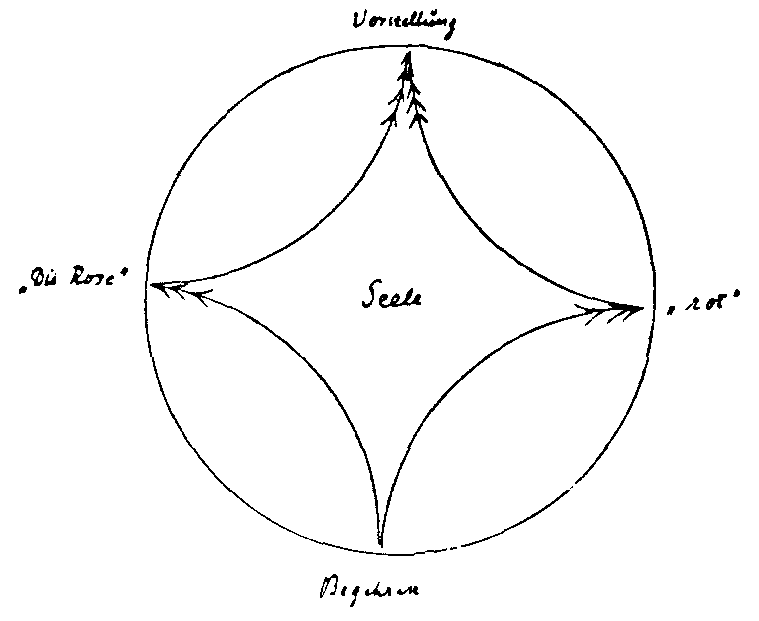 Vorstellung
„Die Rose“
Seele
„rot“
Begehren